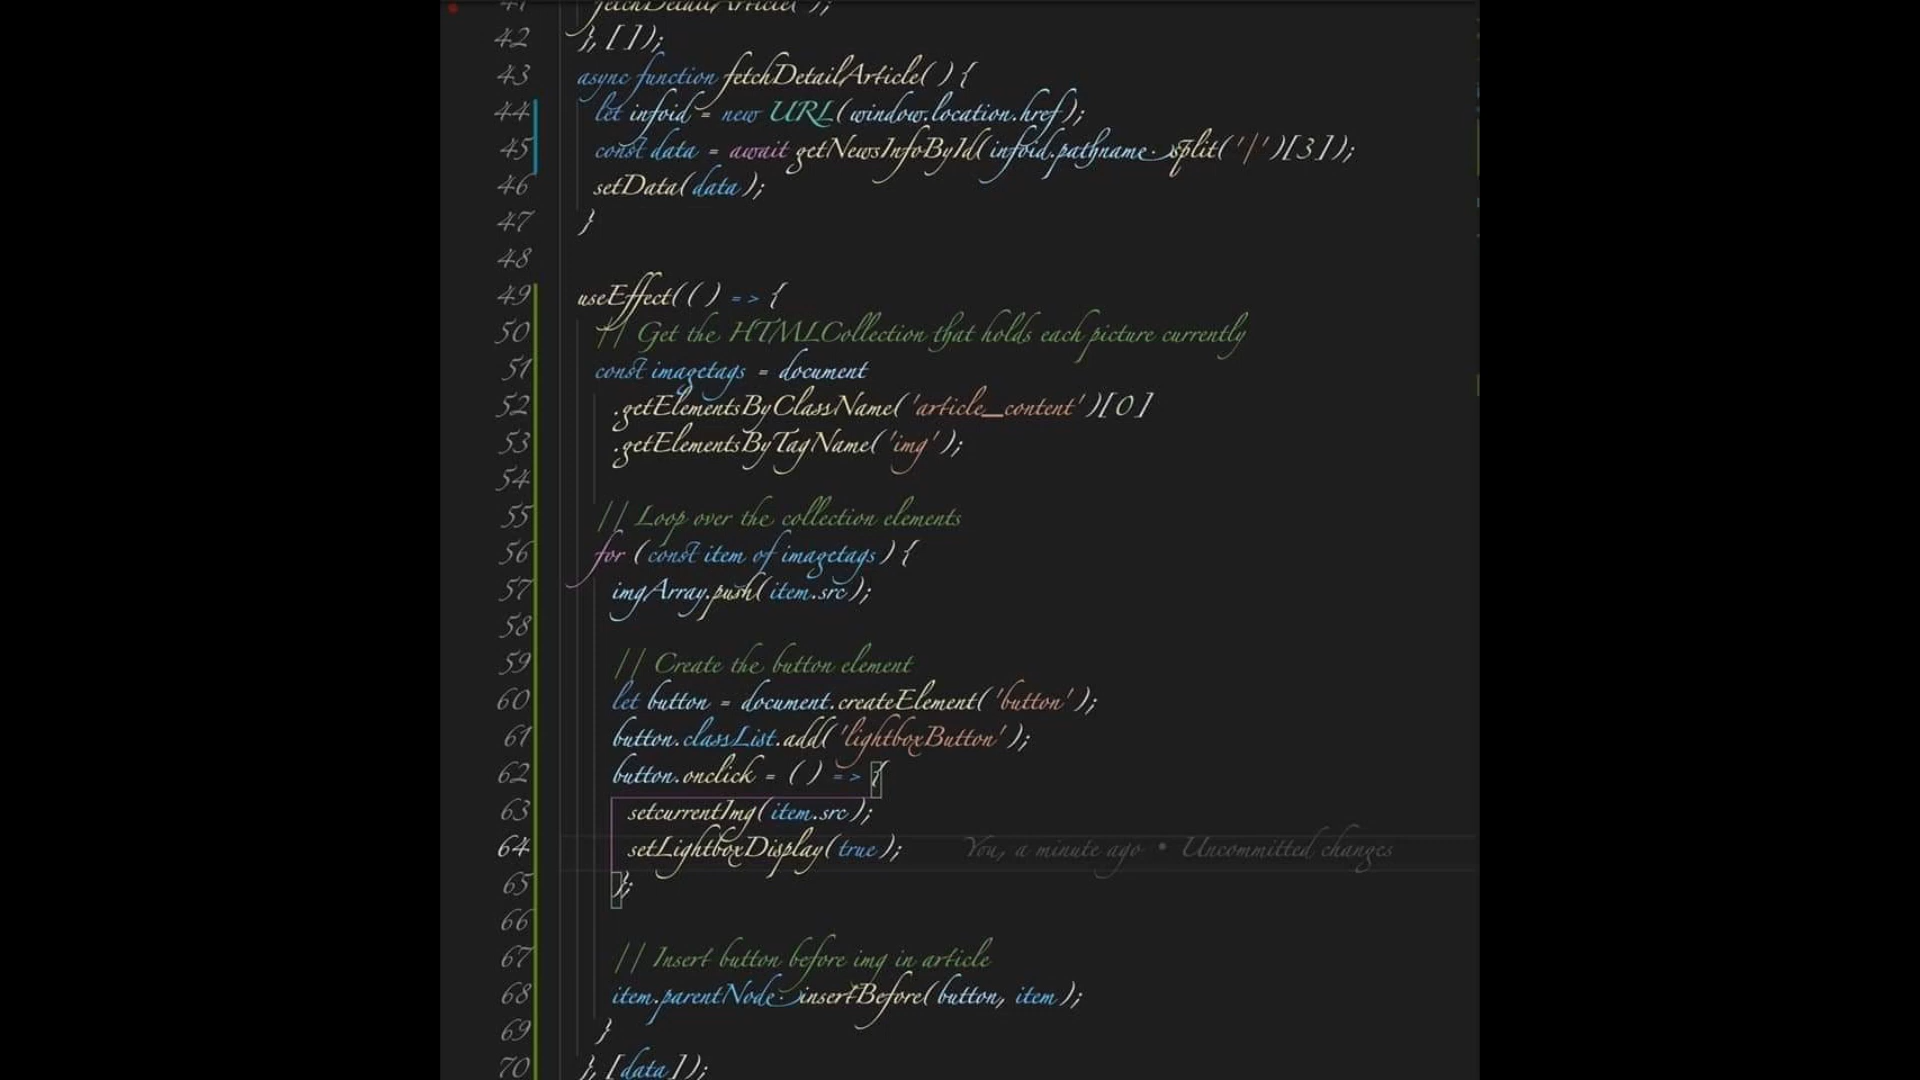 41 fetchDetailArticle();
42 }, []);
43 async function fetchDetailArticle() {
44 let infoid = new URL(window.location.href);
45 const data = await getNewsInfoById(infoid.pathname.split('/')[3]);
46 setData(data);
47 }
48
49 useEffect(() => {
50 // Get the HTMLCollection that holds each picture currently
51 const imagetags = document
52 .getElementsByClassName('article_content')[0]
53 .getElementsByTagName('img');
54
55 // Loop over the collection elements
56 for (const item of imagetags) {
57 imgArray.push(item.src);
58
59 // Create the button element
60 let button = document.createElement('button');
61 button.classList.add('lightboxButton');
62 button.onclick = () => {
63 setcurrentImg(item.src);
64 setLightboxDisplay(true); You, a minute ago • Uncommitted changes
65 };
66
67 // Insert button before img in article
68 item.parentNode.insertBefore(button, item);
69 }
70 }, [data]);